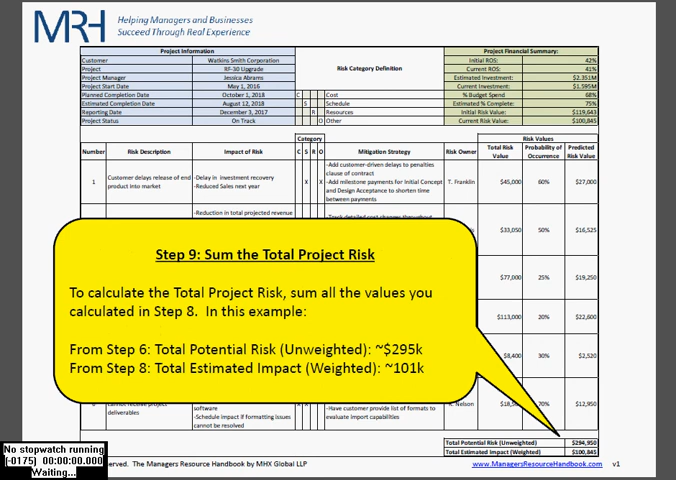 MRH
Helping Managers and Businesses
Succeed Through Real Experience
Project Information
Customer Watkins Smith Corporation
Project RF-30 Upgrade
Project Manager Jessica Abrams
Project Start Date May 1, 2016
Planned Completion Date October 1, 2018
Estimated Completion Date August 12, 2018
Reporting Date December 3, 2017
Project Status On Track
Risk Category Definition
C Cost
S Schedule
R Resources
O Other
Project Financial Summary:
Initial ROS: 42%
Current ROS: 41%
Estimated Investment: $2.351M
Current Investment: $1.595M
% Budget Spend 68%
Estimated % Complete: 75%
Initial Risk Value: $119,643
Current Risk Value: $100,845
Category
Risk Values
Number Risk Description Impact of Risk C S R O Mitigation Strategy Risk Owner Total Risk Value Probability of Occurrence Predicted Risk Value
1
Customer delays release of end
product into market
-Delay in investment recovery
-Reduced Sales next year
X X
-Add customer-driven delays to penalties
clause of contract
-Add milestone payments for Initial Concept
and Design Acceptance to shorten time
between payments
T. Franklin $45,000 60% $27,000
-Reduction in total projected revenue
$33,050 50% $16,525
$77,000 25% $19,250
$113,000 20% $22,600
$8,400 30% $2,520
deliverables
software
-Schedule impact if formatting issues
cannot be resolved
-Have customer provide list of formats to
evaluate import capabilities
Nelson 70% $12,950
Step 9: Sum the Total Project Risk
To calculate the Total Project Risk, sum all the values you
calculated in Step 8. In this example:
From Step 6: Total Potential Risk (Unweighted): ~$295k
From Step 8: Total Estimated Impact (Weighted): ~101k
Total Potential Risk (Unweighted) $294,950
Total Estimated Impact (Weighted) $100,845
No stopwatch running
(-0175) 00:00:00.000
Waiting...
erved. The Managers Resource Handbook by MHX Global LLP
www.ManagersResourceHandbook.com v1